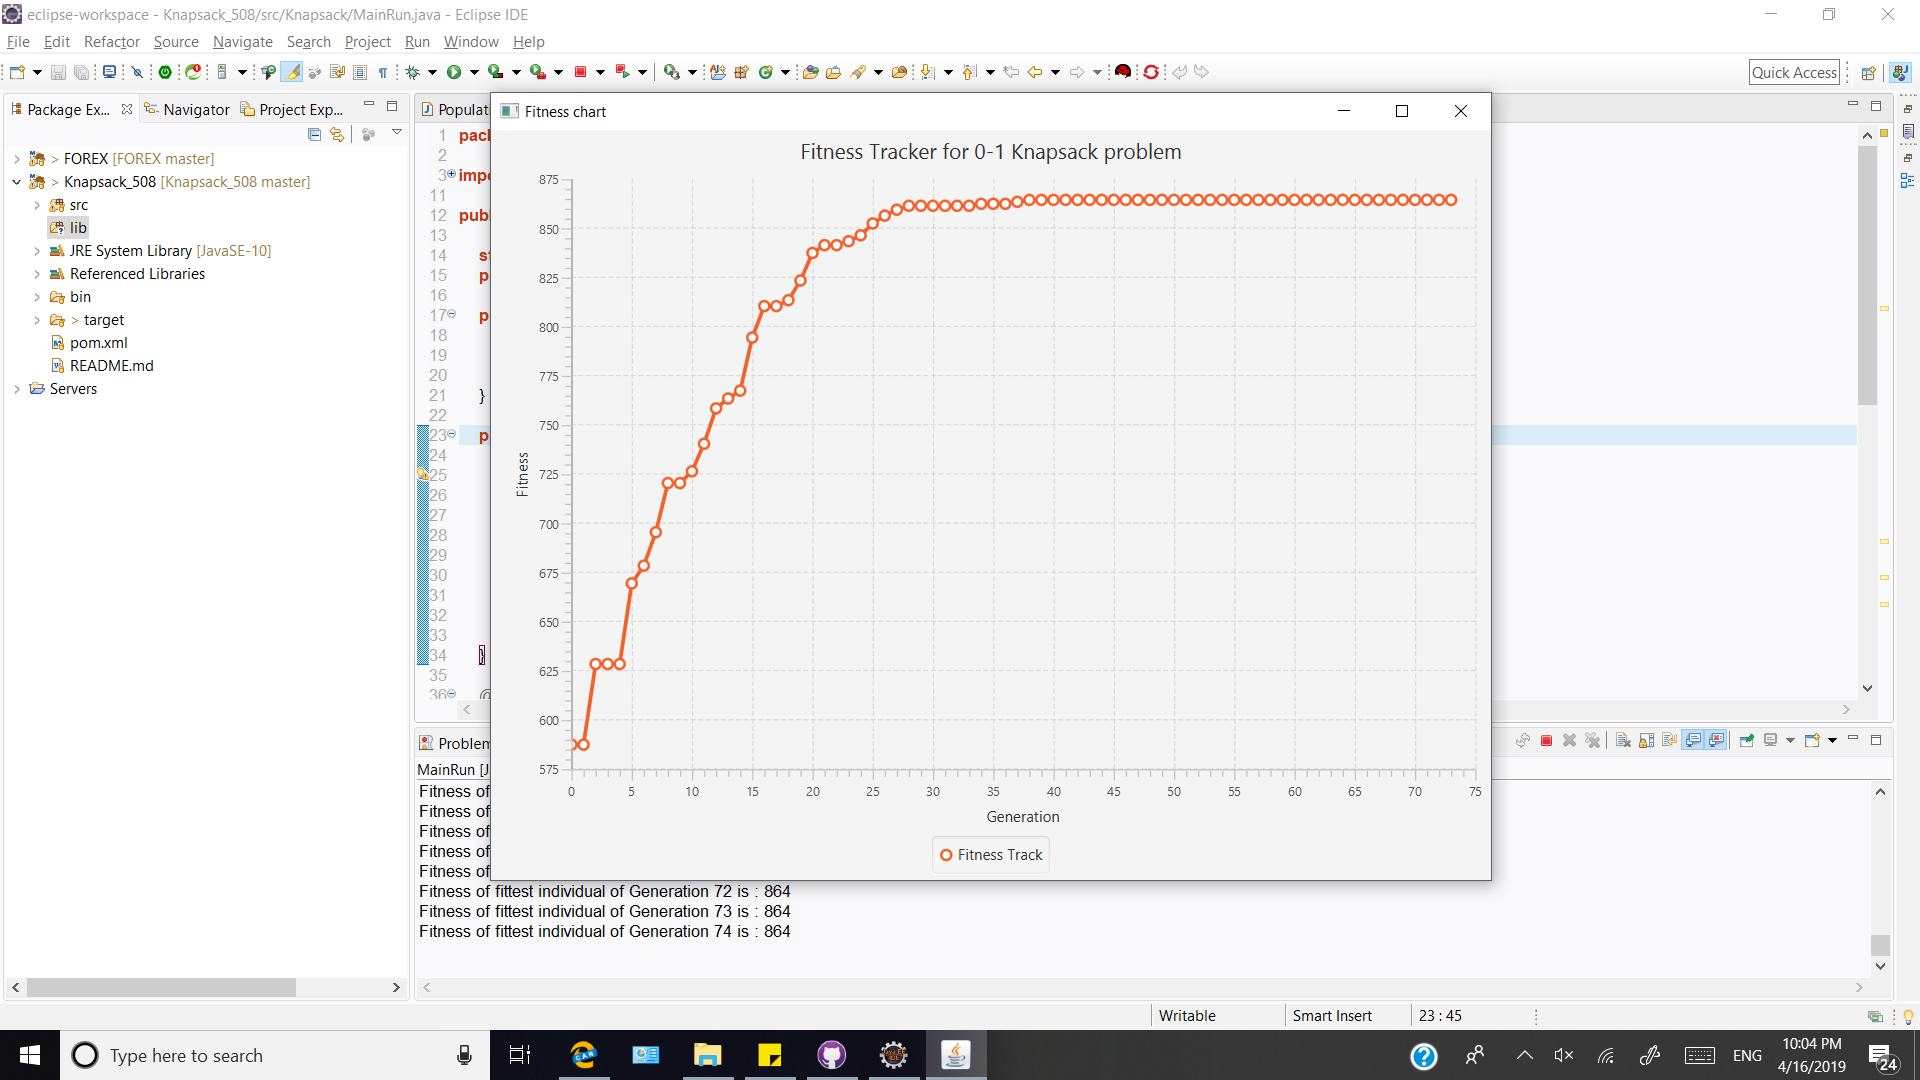 eclipse-workspace - Knapsack_508/src/Knapsack/MainRun.java - Eclipse IDE
File Edit Refactor Source Navigate Search Project Run Window Help
Quick Access
Package Ex... Navigator Project Exp...
FOREX [FOREX master]
> Knapsack_508 [Knapsack_508 master]
src
lib
JRE System Library [JavaSE-10]
Referenced Libraries
bin
> target
pom.xml
README.md
Servers
Populat
1 pack
2
3 impo
11
12 pub
13
14 st
15 p
16
17 p
18
19
20
21 }
22
23 p
24
25
26
27
28
29
30
31
32
33
34 }
35
36 @
Fitness chart
Fitness Tracker for 0-1 Knapsack problem
875
850
825
800
775
750
725
700
675
650
625
600
575
Fitness
0 5 10 15 20 25 30 35 40 45 50 55 60 65 70 75
Generation
Fitness Track
Problem
MainRun [J
Fitness of
Fitness of
Fitness of
Fitness of
Fitness of
Fitness of fittest individual of Generation 72 is : 864
Fitness of fittest individual of Generation 73 is : 864
Fitness of fittest individual of Generation 74 is : 864
Writable Smart Insert 23 : 45
Type here to search
ENG
10:04 PM
4/16/2019
24